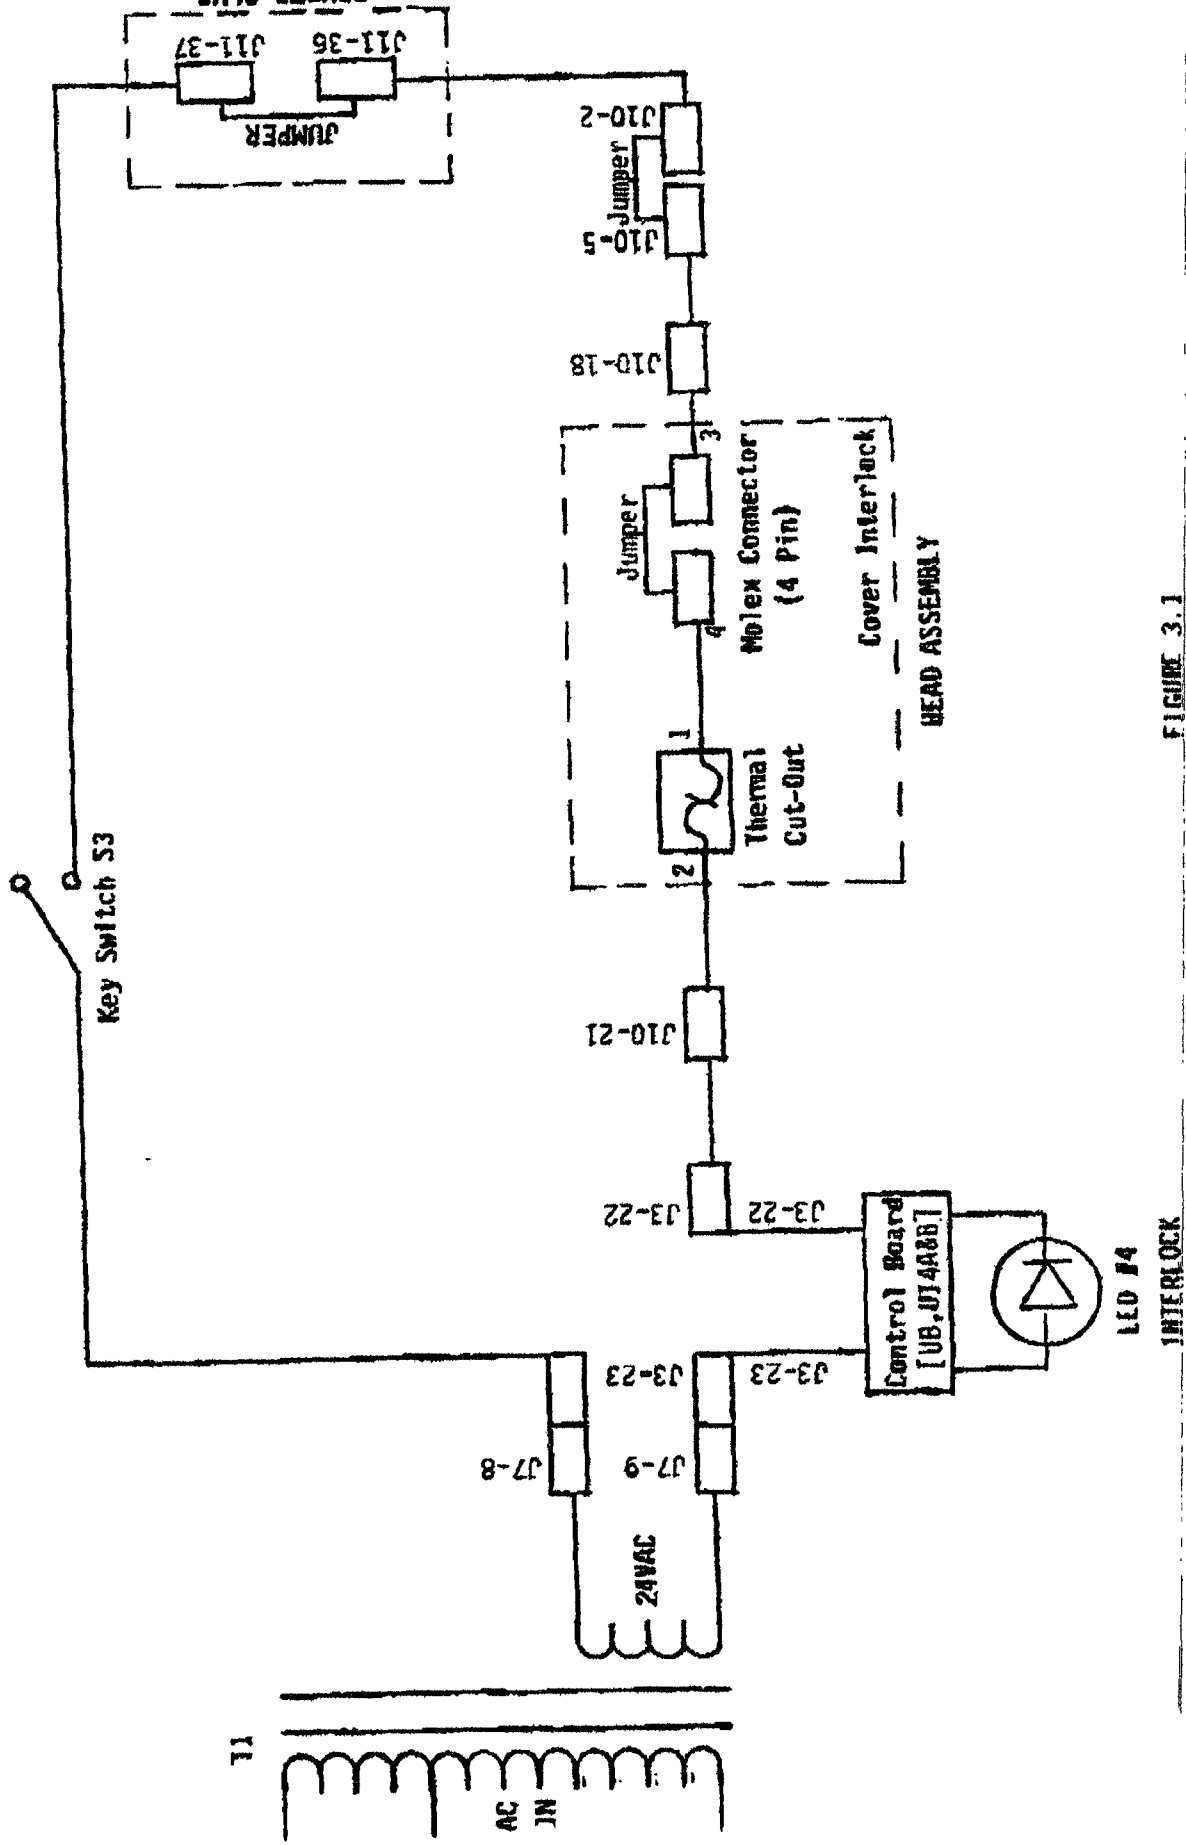 T1
AC
IN
24VAC
J7-8
J7-9
J3-23
J3-23
Key Switch S3
J11-37
J11-36
JUMPER
J10-2
Jumper
J10-5
J10-18
3
Jumper
4
Molex Connector
(4 Pin)
Cover Interlock
1
Thermal
Cut-Out
2
HEAD ASSEMBLY
J10-21
J3-22
J3-22
Control Board
LED #4
INTERLOCK
FIGURE 3.1